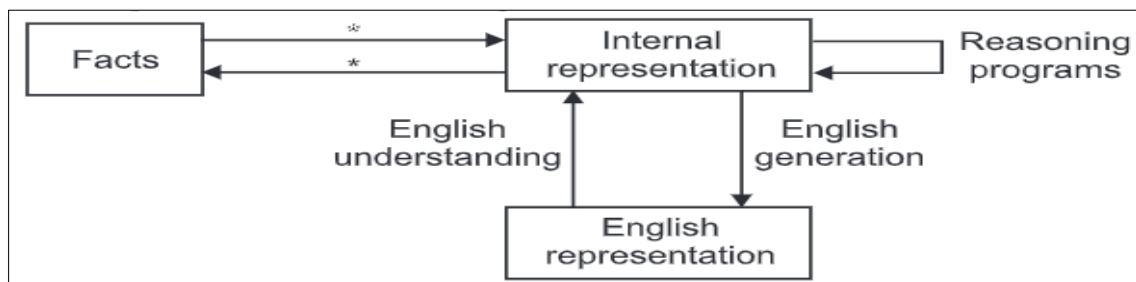 Facts
*
*
Internal
representation
Reasoning
programs
English
understanding
English
generation
English
representation